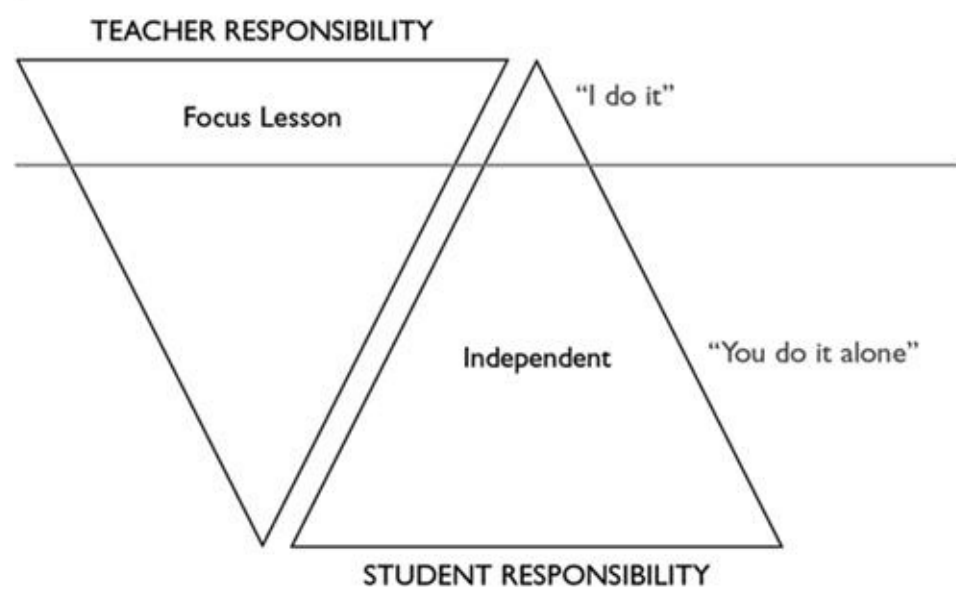 TEACHER RESPONSIBILITY
“I do it”
Focus Lesson
Independent
“You do it alone”
STUDENT RESPONSIBILITY